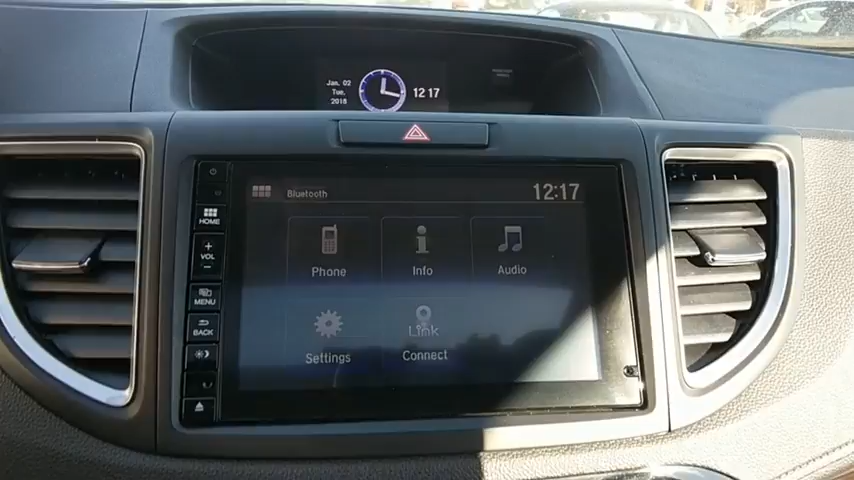 Jan. 02
Tue,
2018
12 17
Bluetooth
12:17
HOME
+
VOL
-
MENU
BACK
Phone
Info
Audio
Settings
Link
Connect